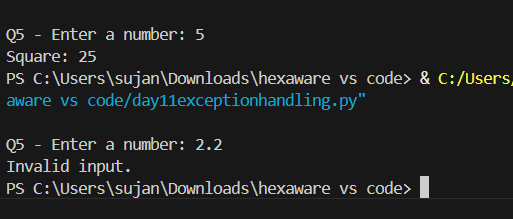 Q5 - Enter a number: 5
Square: 25
PS C:\Users\sujan\Downloads\hexaware vs code> & C:/Users/
aware vs code/day11exceptionhandling.py"
Q5 - Enter a number: 2.2
Invalid input.
PS C:\Users\sujan\Downloads\hexaware vs code>